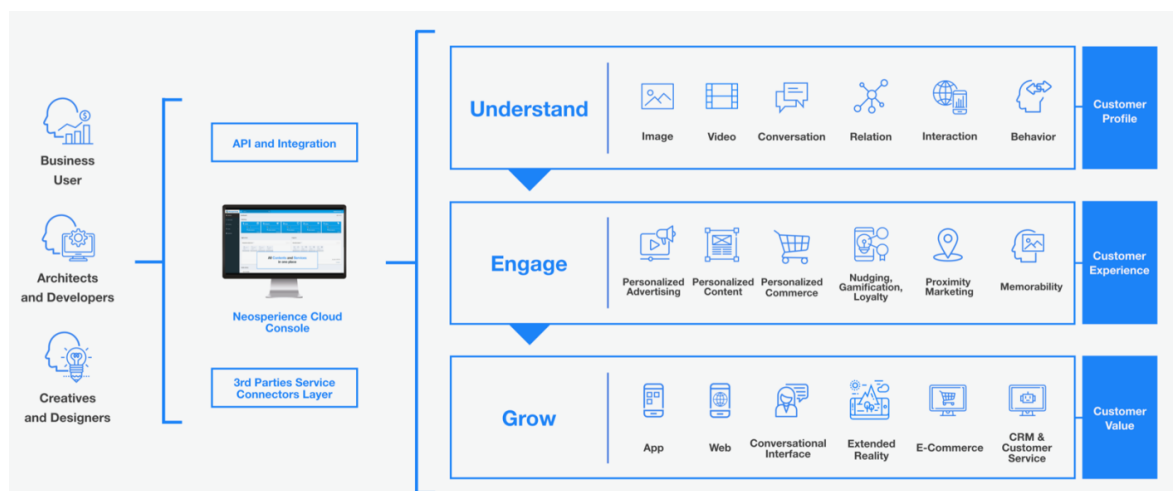 Business
User
Architects
and Developers
Creatives
and Designers
API and Integration
Neosperience Cloud
Console
3rd Parties Service
Connectors Layer
Understand
Image
Video
Conversation
Relation
Interaction
Behavior
Customer
Profile
Engage
Personalized
Advertising
Personalized
Content
Personalized
Commerce
Nudging,
Gamification,
Loyalty
Proximity
Marketing
Memorability
Customer
Experience
Grow
App
Web
Conversational
Interface
Extended
Reality
E-Commerce
CRM &
Customer
Service
Customer
Value